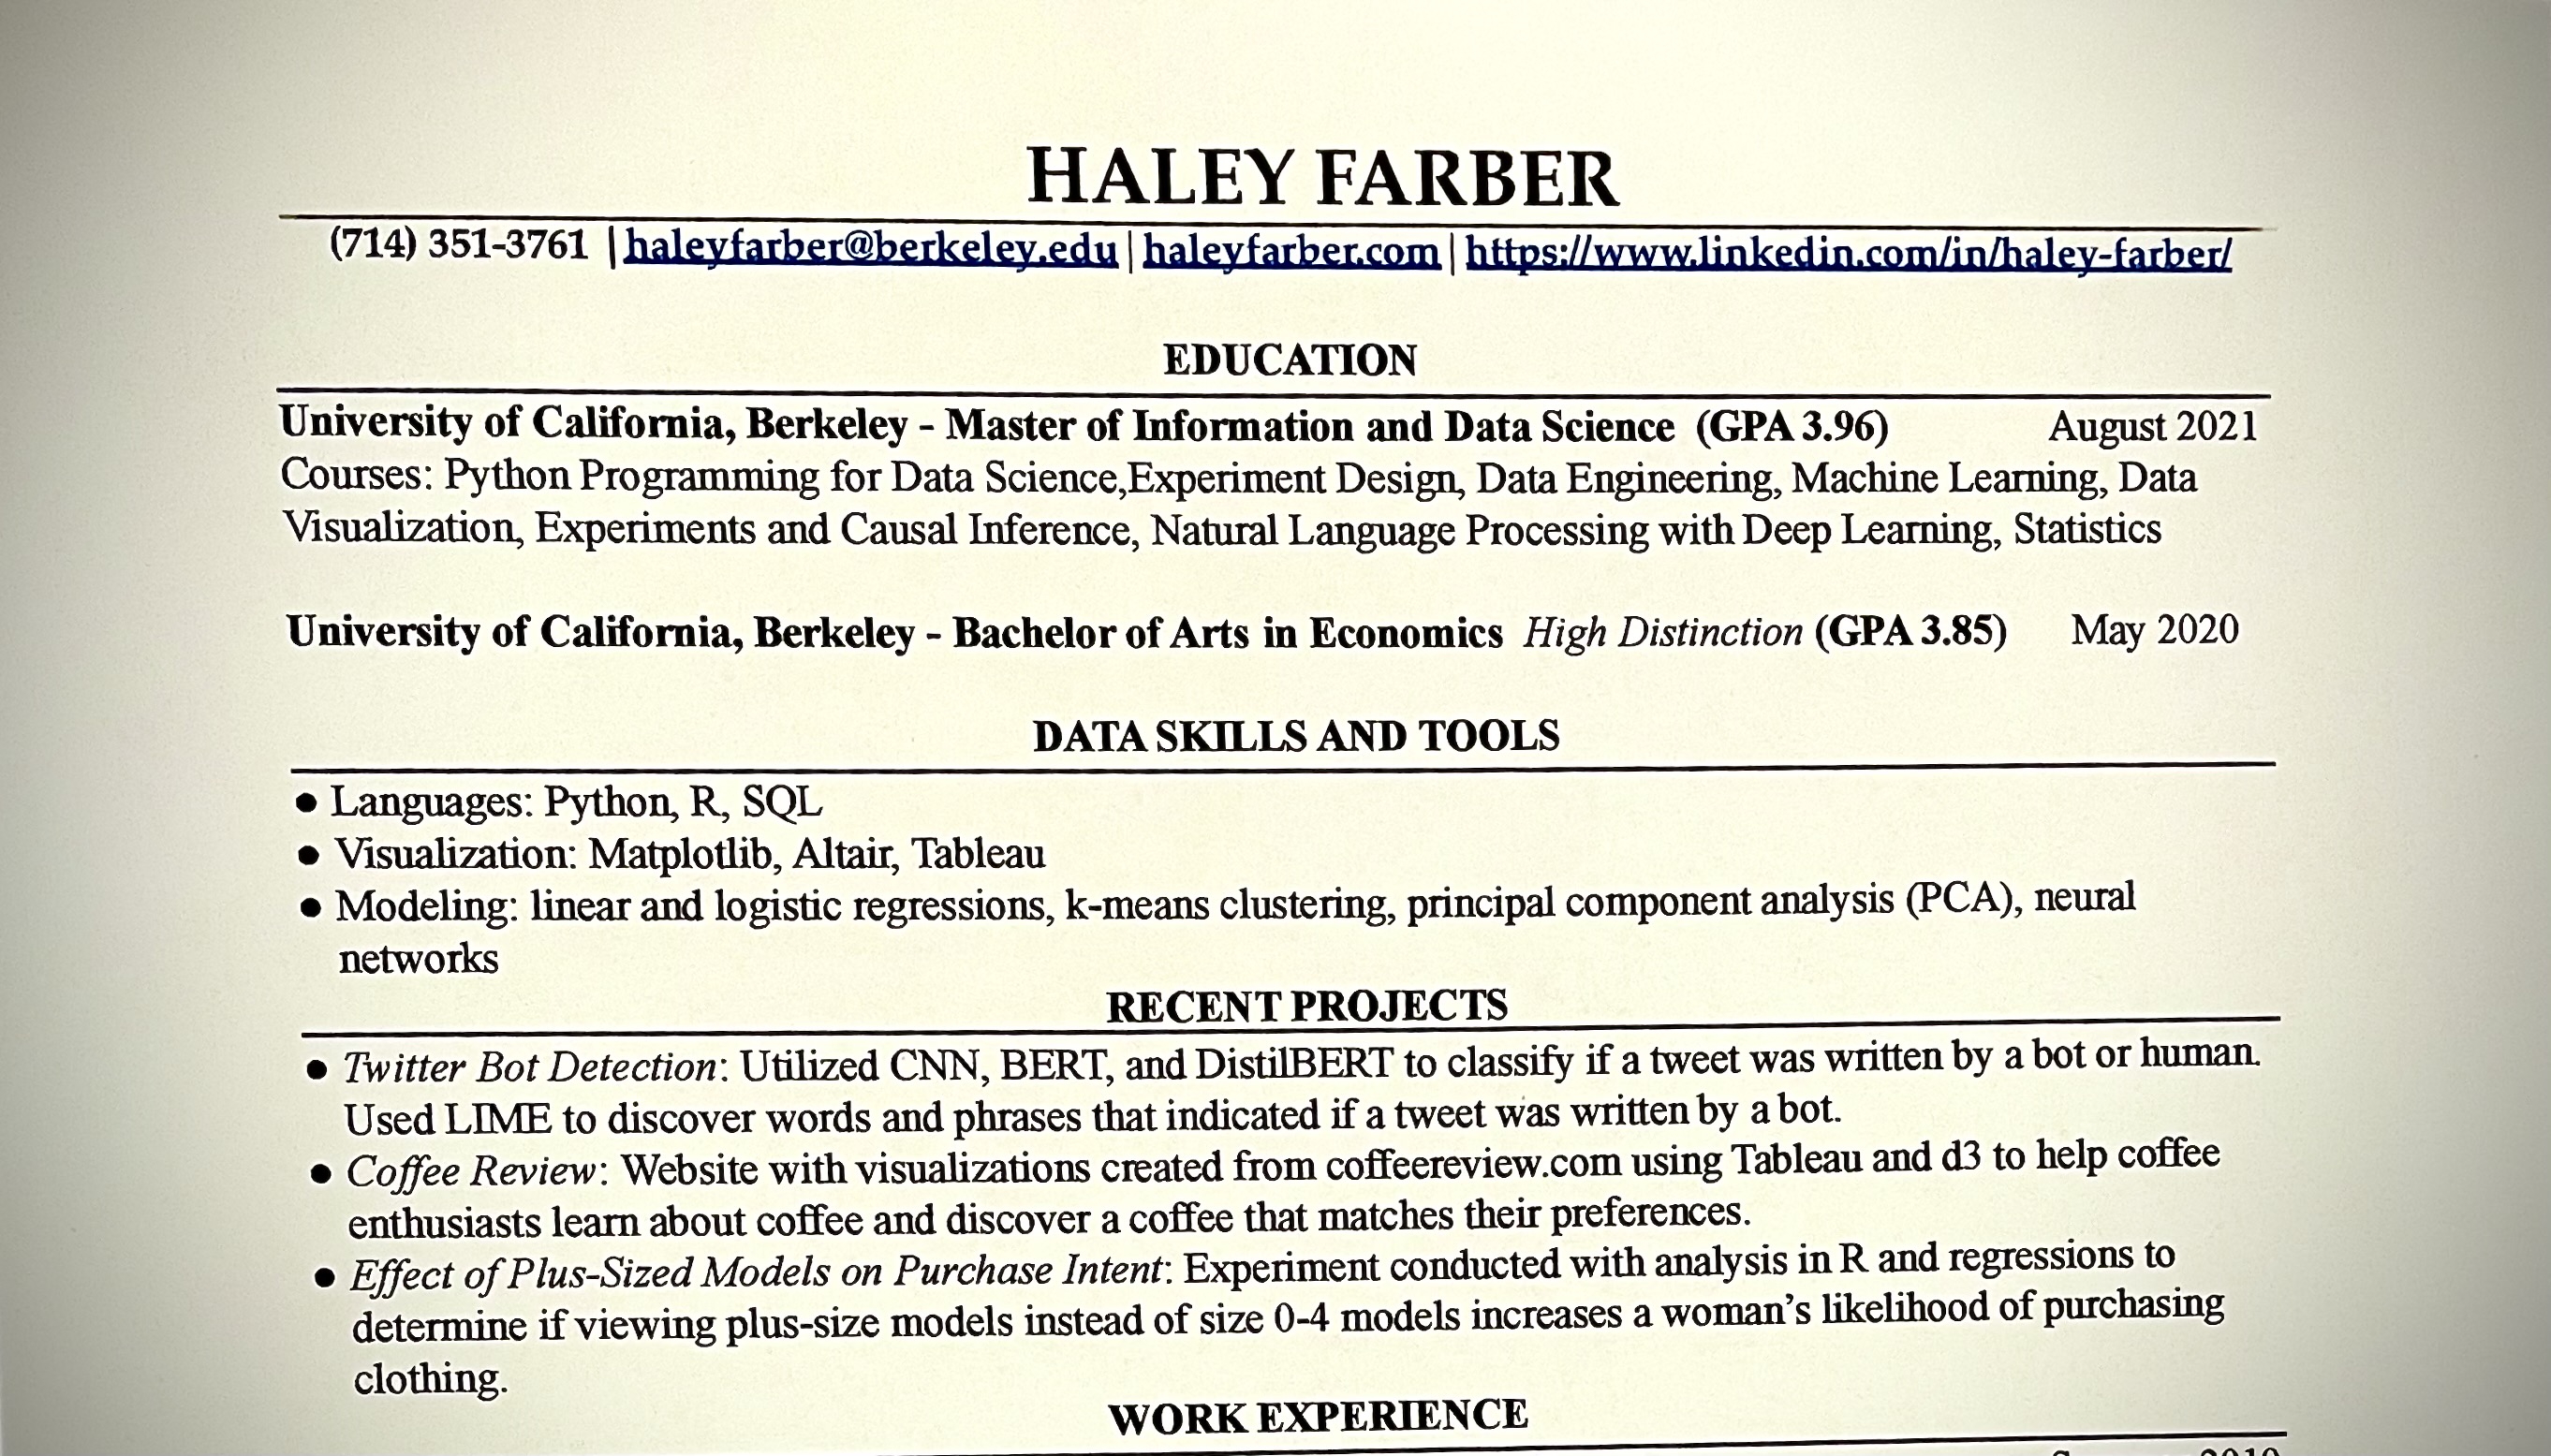 HALEY FARBER
(714) 351-3761 | haleyfarber@berkeley.edu | haleyfarber.com | https://www.linkedin.com/in/haley-farber/
EDUCATION
University of California, Berkeley - Master of Information and Data Science (GPA 3.96) August 2021
Courses: Python Programming for Data Science,Experiment Design, Data Engineering, Machine Learning, Data
Visualization, Experiments and Causal Inference, Natural Language Processing with Deep Learning, Statistics
University of California, Berkeley - Bachelor of Arts in Economics High Distinction (GPA 3.85) May 2020
DATA SKILLS AND TOOLS
● Languages: Python, R, SQL
● Visualization: Matplotlib, Altair, Tableau
● Modeling: linear and logistic regressions, k-means clustering, principal component analysis (PCA), neural
networks
RECENT PROJECTS
● Twitter Bot Detection: Utilized CNN, BERT, and DistilBERT to classify if a tweet was written by a bot or human.
Used LIME to discover words and phrases that indicated if a tweet was written by a bot.
● Coffee Review: Website with visualizations created from coffeereview.com using Tableau and d3 to help coffee
enthusiasts learn about coffee and discover a coffee that matches their preferences.
● Effect of Plus-Sized Models on Purchase Intent: Experiment conducted with analysis in R and regressions to
determine if viewing plus-size models instead of size 0-4 models increases a woman's likelihood of purchasing
clothing.
WORK EXPERIENCE